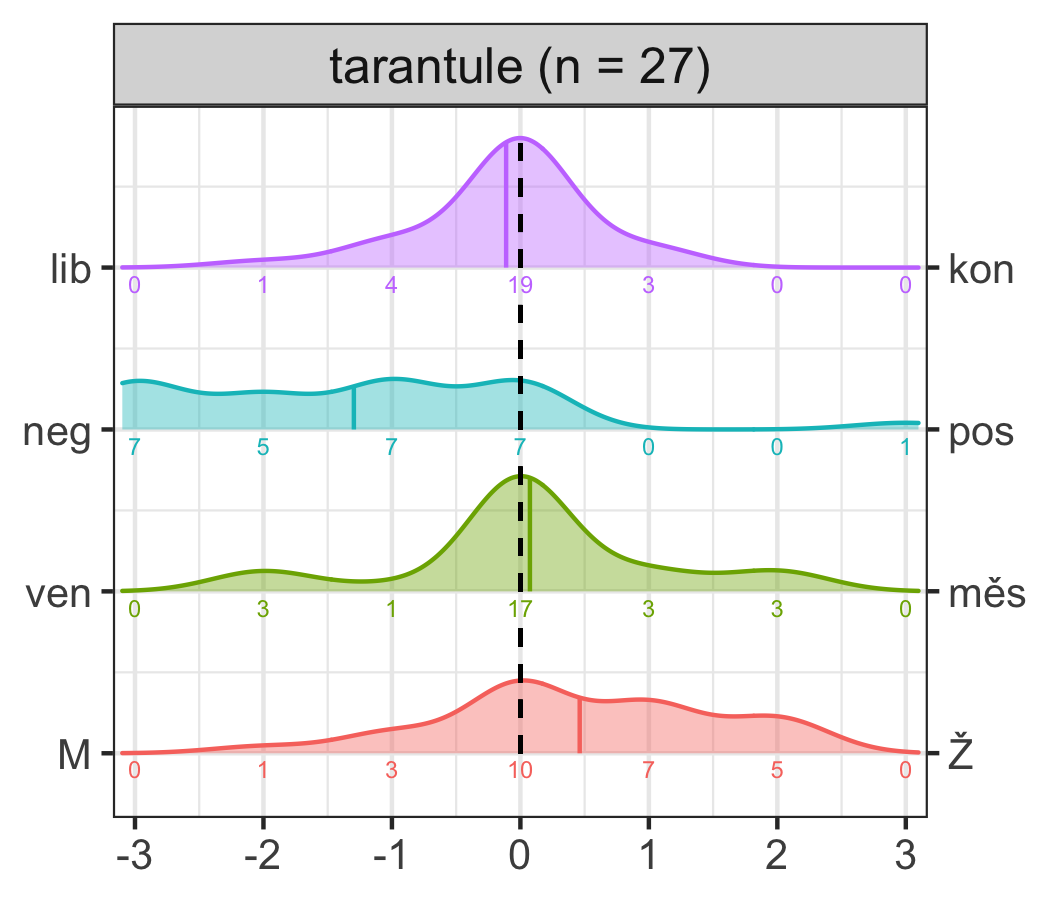 tarantule (n = 27)
lib kon
0 1 4 19 3 0 0
neg pos
7 5 7 7 0 0 1
ven měs
0 3 1 17 3 3 0
M Ž
0 1 3 10 7 5 0
-3 -2 -1 0 1 2 3